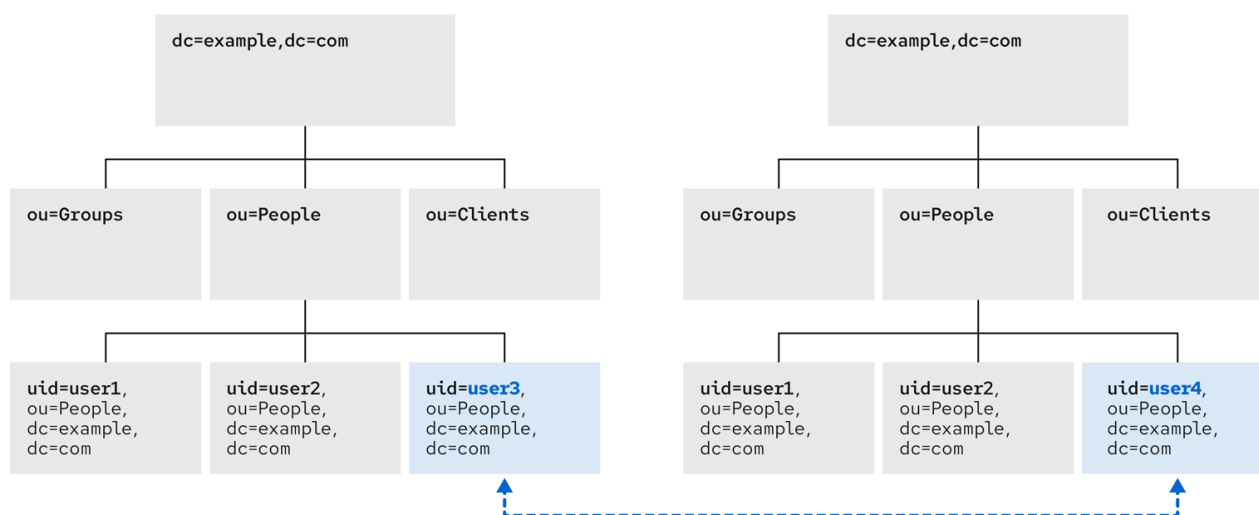 dc=example,dc=com
dc=example,dc=com
ou=Groups
ou=People
ou=Clients
ou=Groups
ou=People
ou=Clients
uid=user1,
ou=People,
dc=example,
dc=com
uid=user2,
ou=People,
dc=example,
dc=com
uid=user3,
ou=People,
dc=example,
dc=com
uid=user1,
ou=People,
dc=example,
dc=com
uid=user2,
ou=People,
dc=example,
dc=com
uid=user4,
ou=People,
dc=example,
dc=com